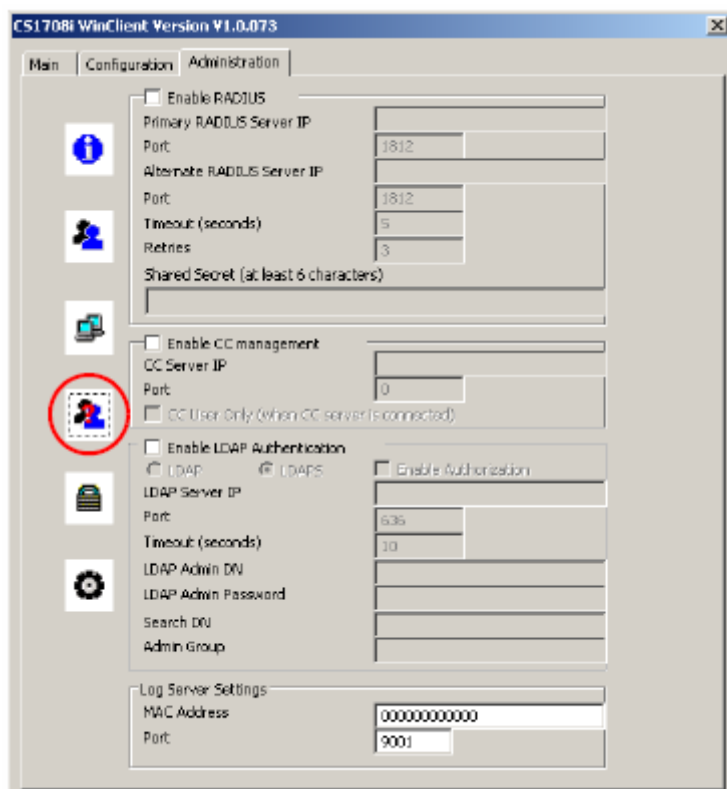 CS1708i WinClient Version V1.0.073
Main Configuration Administration
Enable RADIUS
Primary RADIUS Server IP
Port 1812
Alternate RADIUS Server IP
Port 1812
Timeout (seconds) 5
Retries 3
Shared Secret (at least 6 characters)
Enable CC management
CC Server IP
Port 0
CC User Only (when CC server is connected)
Enable LDAP Authentication
LDAP LDAPS Enable Authorization
LDAP Server IP
Port 636
Timeout (seconds) 10
LDAP Admin DN
LDAP Admin Password
Search DN
Admin Group
Log Server Settings
MAC Address 000000000000
Port 9001